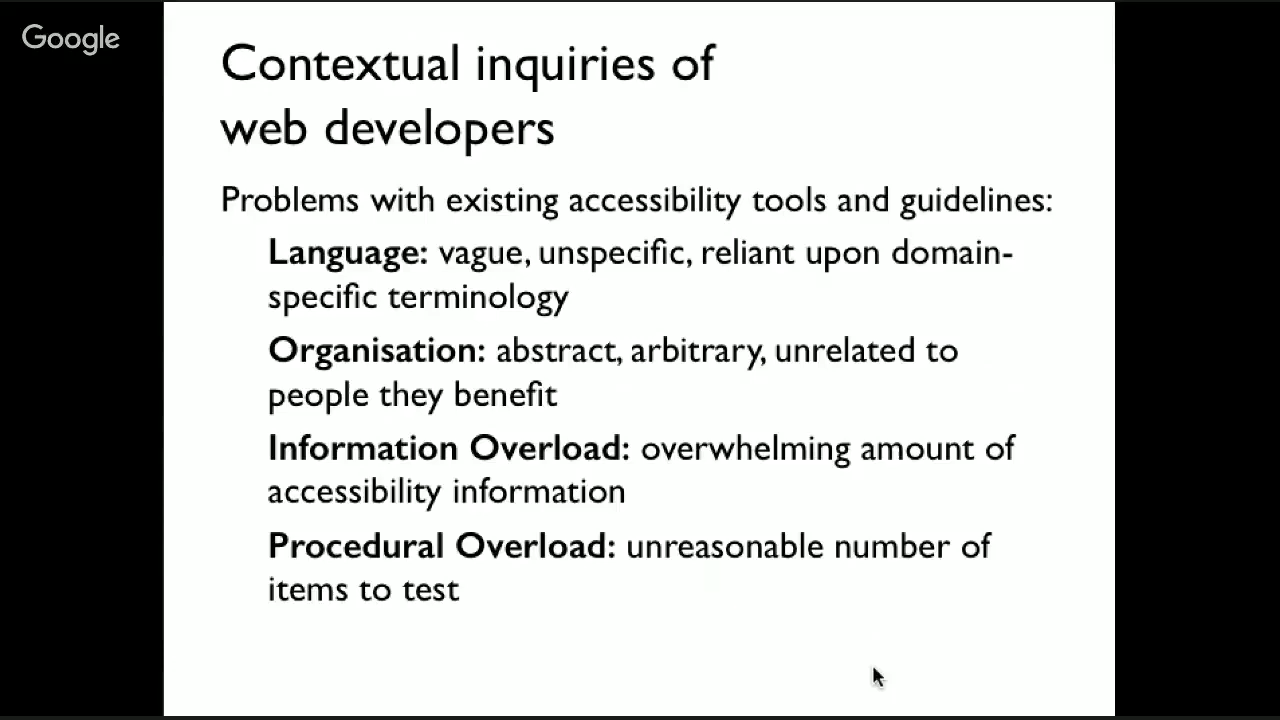 Google
Contextual inquiries of
web developers
Problems with existing accessibility tools and guidelines:
Language: vague, unspecific, reliant upon domain-
specific terminology
Organisation: abstract, arbitrary, unrelated to
people they benefit
Information Overload: overwhelming amount of
accessibility information
Procedural Overload: unreasonable number of
items to test